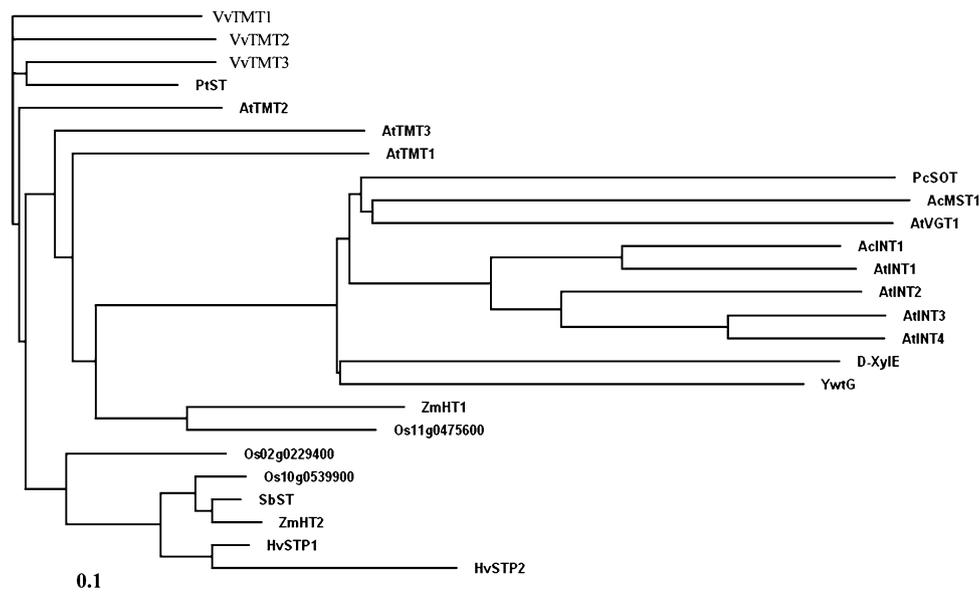 VvTMT1
VvTMT2
VvTMT3
PtST
AtTMT2
AtTMT3
AtTMT1
PcSOT
AcMST1
AtVGT1
AcINT1
AtINT1
AtINT2
AtINT3
AtINT4
D-XylE
YwtG
ZmHT1
Os11g0475600
Os02g0229400
Os10g0539900
SbST
ZmHT2
HvSTP1
HvSTP2
0.1